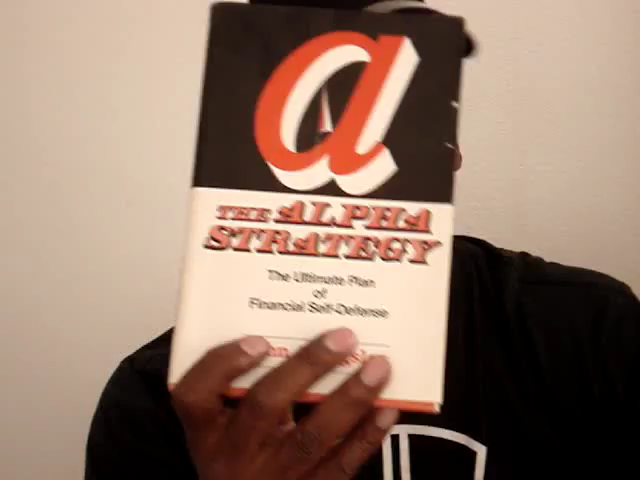 a
THE ALPHA
STRATEGY
The Ultimate Plan
of
Financial Self-Defense